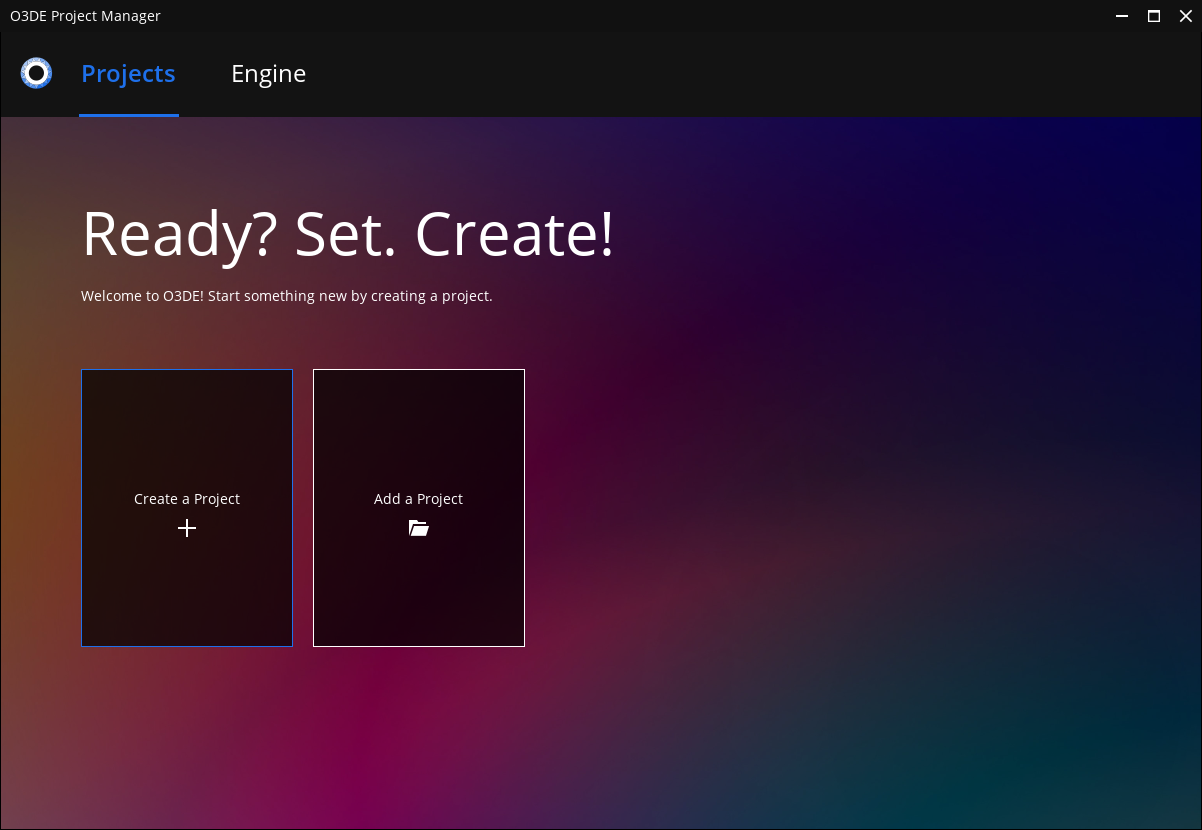 O3DE Project Manager
Projects
Engine
Ready? Set. Create!
Welcome to O3DE! Start something new by creating a project.
Create a Project
Add a Project